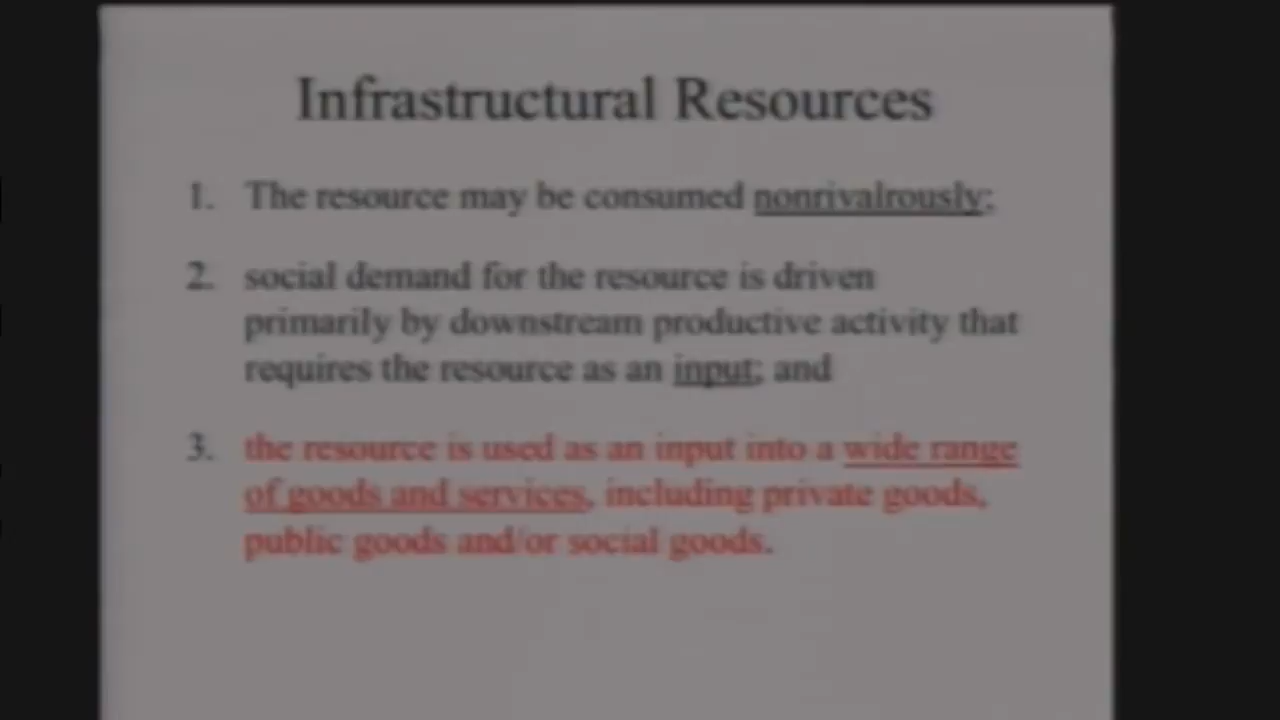 Infrastructural Resources
1. The resource may be consumed nonrivalrously;
2. social demand for the resource is driven
primarily by downstream productive activity that
requires the resource as an input; and
3. the resource is used as an input into a wide range
of goods and services, including private goods,
public goods and/or social goods.